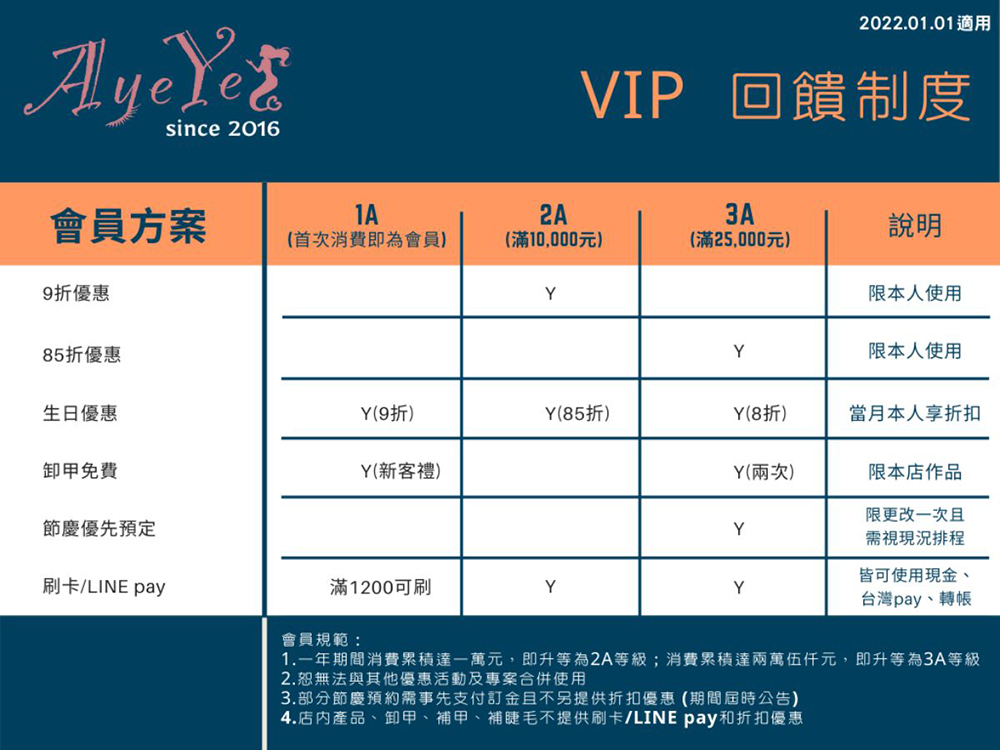 2022.01.01適用
AyeYe
since 2016
VIP 回饋制度
會員方案
1A
(首次消費即為會員)
2A
(滿10,000元)
3A
(滿25,000元)
說明
9折優惠
Y
限本人使用
85折優惠
Y
限本人使用
生日優惠
Y(9折)
Y(85折)
Y(8折)
當月本人享折扣
卸甲免費
Y(新客禮)
Y(兩次)
限本店作品
節慶優先預定
Y
限更改一次且
需視現況排程
刷卡/LINE pay
滿1200可刷
Y
Y
皆可使用現金、
台灣pay、轉帳
會員規範：
1.一年期間消費累積達一萬元，即升等為2A等級；消費累積達兩萬伍仟元，即升等為3A等級
2.恕無法與其他優惠活動及專案合併使用
3.部分節慶預約需事先支付訂金且不另提供折扣優惠 (期間屆時公告)
4.店內產品、卸甲、補甲、補睫毛不提供刷卡/LINE pay和折扣優惠